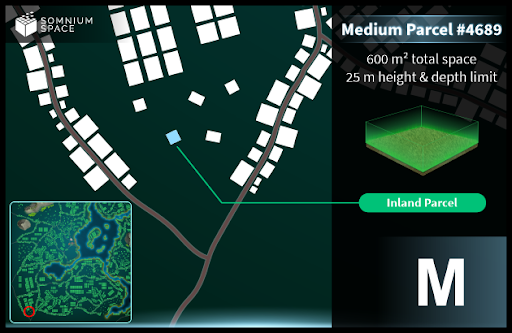 SOMNIUM
SPACE
Medium Parcel #4689
600 m² total space
25 m height & depth limit
Inland Parcel
M